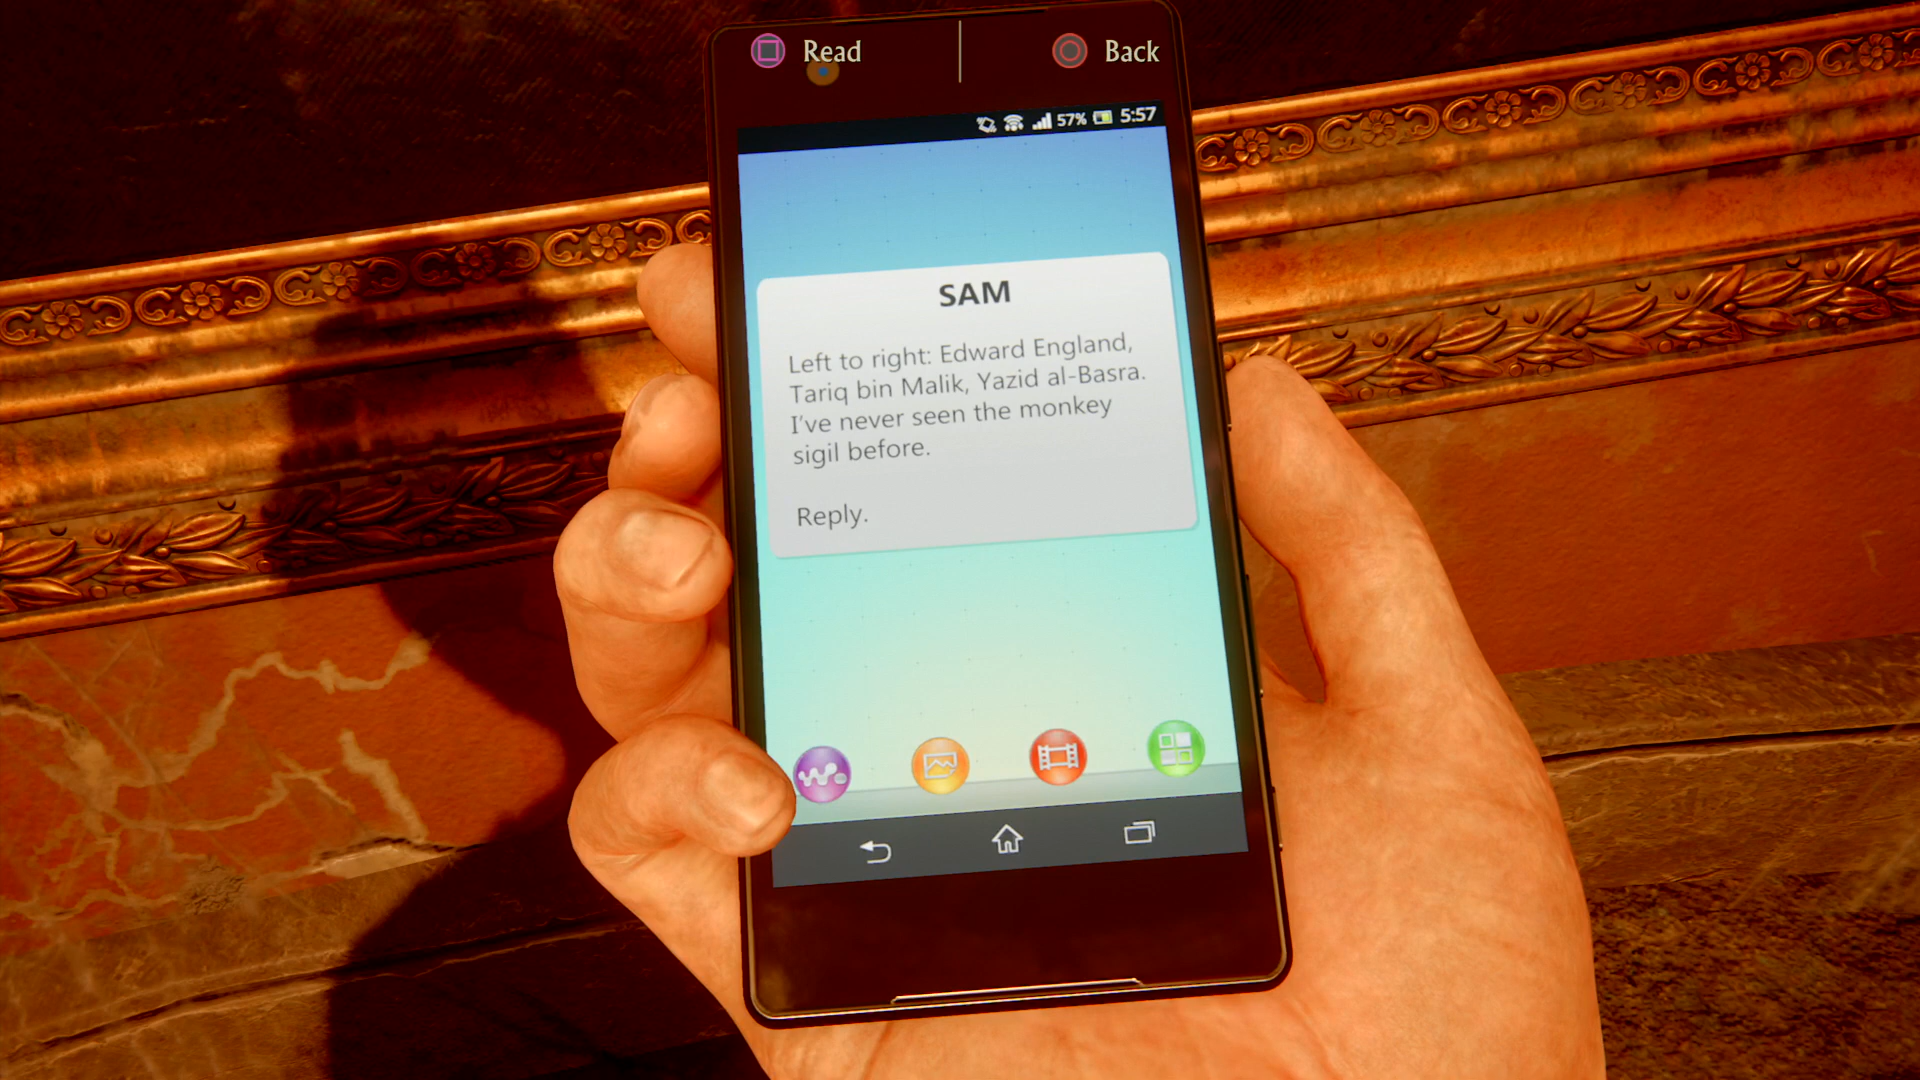 Read
Back
57% 5:57
SAM
Left to right: Edward England,
Tariq bin Malik, Yazid al-Basra.
I've never seen the monkey
sigil before.
Reply.